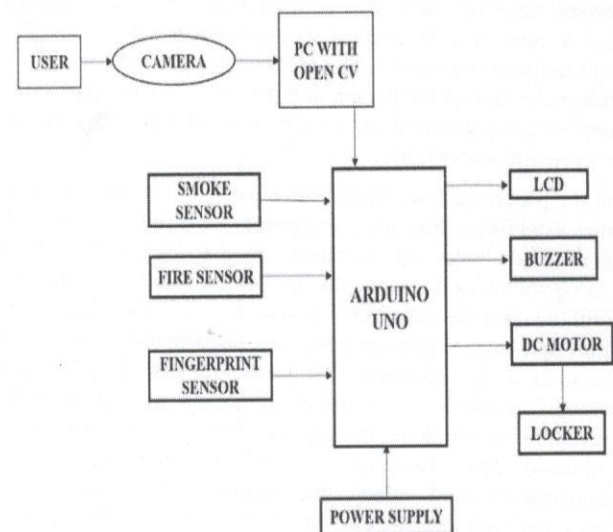 USER
CAMERA
PC WITH
OPEN CV
SMOKE
SENSOR
FIRE SENSOR
FINGERPRINT
SENSOR
ARDUINO
UNO
LCD
BUZZER
DC MOTOR
LOCKER
POWER SUPPLY